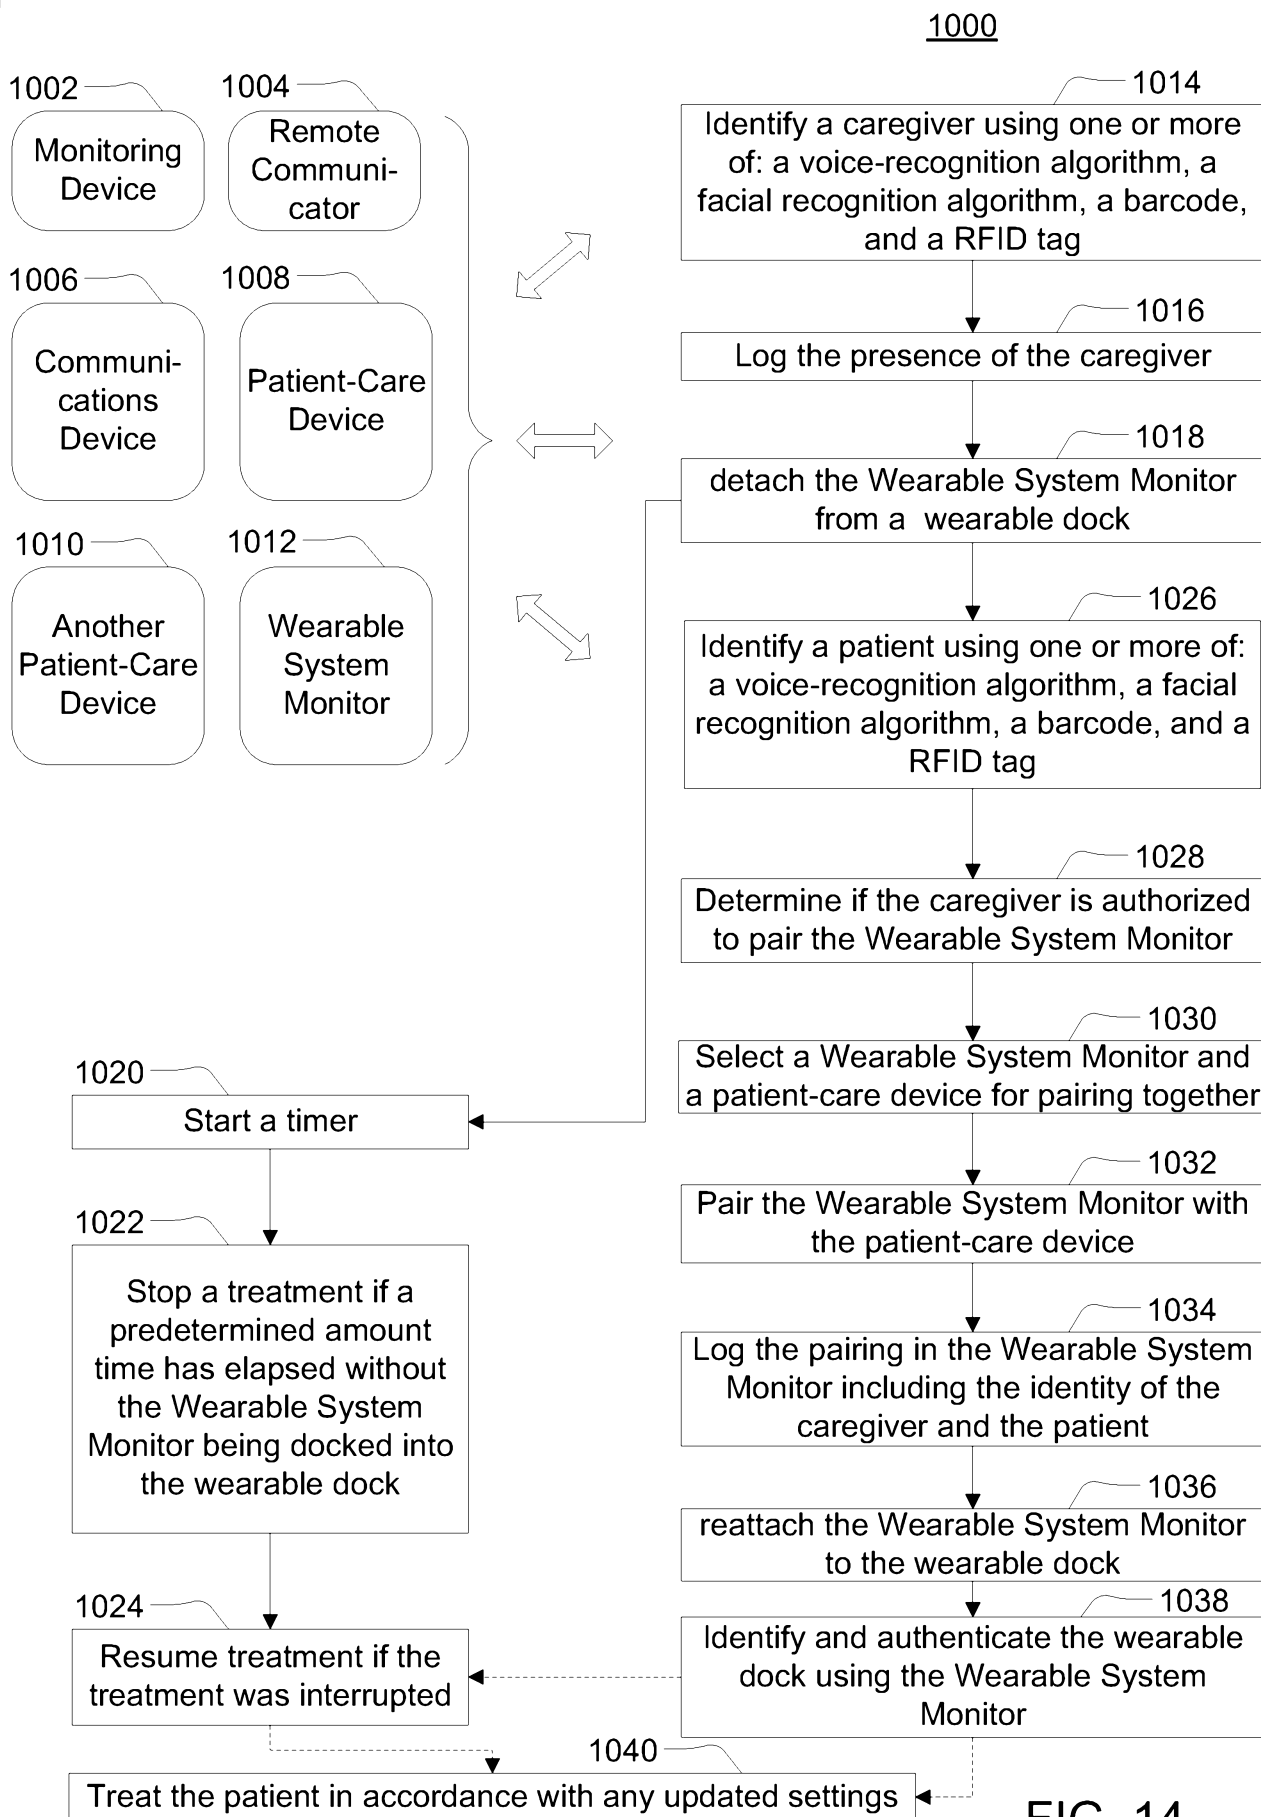 1000
1002
1004
Monitoring
Device
Remote
Communi-
cator
1006
1008
Communi-
cations
Device
Patient-Care
Device
1010
1012
Another
Patient-Care
Device
Wearable
System
Monitor
1014
Identify a caregiver using one or more
of: a voice-recognition algorithm, a
facial recognition algorithm, a barcode,
and a RFID tag
1016
Log the presence of the caregiver
1018
detach the Wearable System Monitor
from a wearable dock
1026
Identify a patient using one or more of:
a voice-recognition algorithm, a facial
recognition algorithm, a barcode, and a
RFID tag
1028
Determine if the caregiver is authorized
to pair the Wearable System Monitor
1030
Select a Wearable System Monitor and
a patient-care device for pairing together
1032
Pair the Wearable System Monitor with
the patient-care device
1034
Log the pairing in the Wearable System
Monitor including the identity of the
caregiver and the patient
1036
reattach the Wearable System Monitor
to the wearable dock
1038
Identify and authenticate the wearable
dock using the Wearable System
Monitor
1020
Start a timer
1022
Stop a treatment if a
predetermined amount
time has elapsed without
the Wearable System
Monitor being docked into
the wearable dock
1024
Resume treatment if the
treatment was interrupted
1040
Treat the patient in accordance with any updated settings
FIG. 14